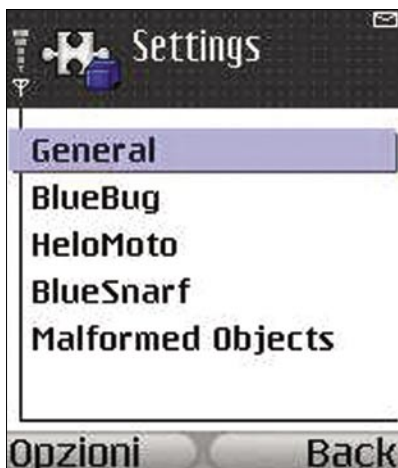 Settings
General
BlueBug
HeloMoto
BlueSnarf
Malformed Objects
Opzioni Back